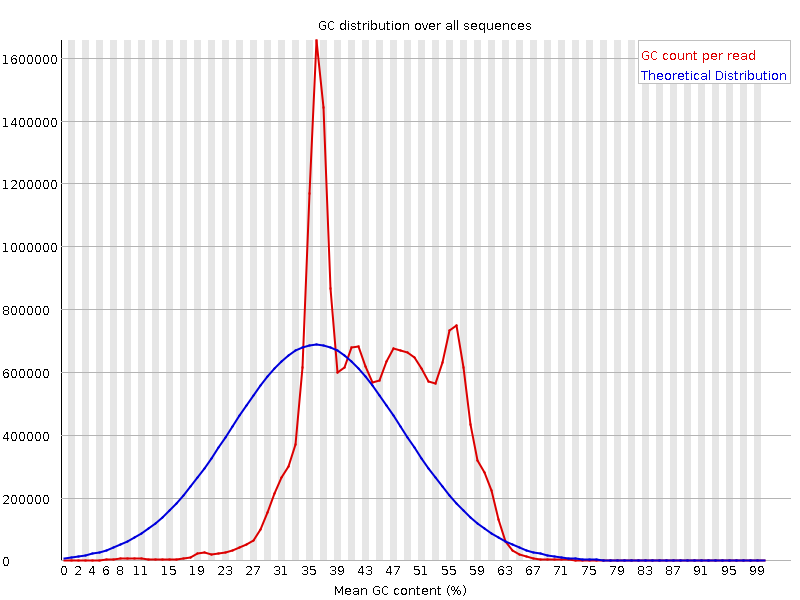 GC distribution over all sequences
GC count per read
Theoretical Distribution
1600000
1400000
1200000
1000000
800000
600000
400000
200000
0
0 2 4 6 8 11 15 19 23 27 31 35 39 43 47 51 55 59 63 67 71 75 79 83 87 91 95 99
Mean GC content (%)